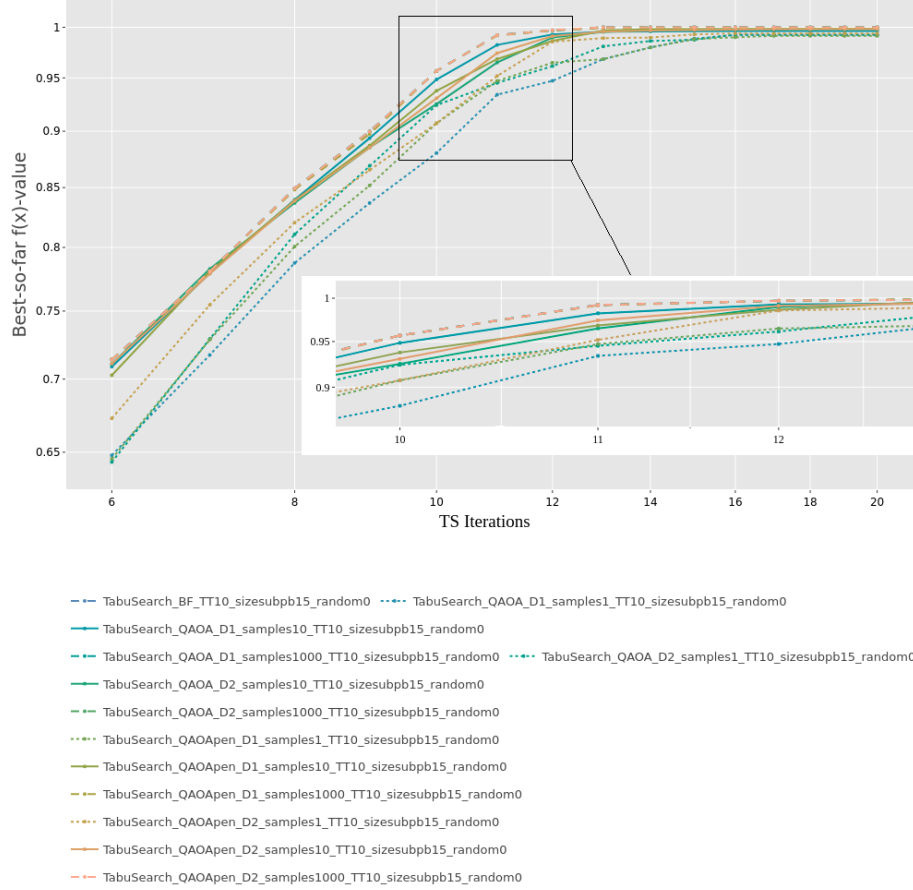 1
0.95
0.9
0.85
0.8
0.75
0.7
0.65
Best-so-far f(x)-value
1
0.95
0.9
10 11 12
6 8 10 12 14 16 18 20
TS Iterations
TabuSearch_BF_TT10_sizesubpb15_random0 TabuSearch_QAOA_D1_samples1_TT10_sizesubpb15_random0
TabuSearch_QAOA_D1_samples10_TT10_sizesubpb15_random0
TabuSearch_QAOA_D1_samples1000_TT10_sizesubpb15_random0 TabuSearch_QAOA_D2_samples1_TT10_sizesubpb15_random0
TabuSearch_QAOA_D2_samples10_TT10_sizesubpb15_random0
TabuSearch_QAOA_D2_samples1000_TT10_sizesubpb15_random0
TabuSearch_QAOApen_D1_samples1_TT10_sizesubpb15_random0
TabuSearch_QAOApen_D1_samples10_TT10_sizesubpb15_random0
TabuSearch_QAOApen_D1_samples1000_TT10_sizesubpb15_random0
TabuSearch_QAOApen_D2_samples1_TT10_sizesubpb15_random0
TabuSearch_QAOApen_D2_samples10_TT10_sizesubpb15_random0
TabuSearch_QAOApen_D2_samples1000_TT10_sizesubpb15_random0